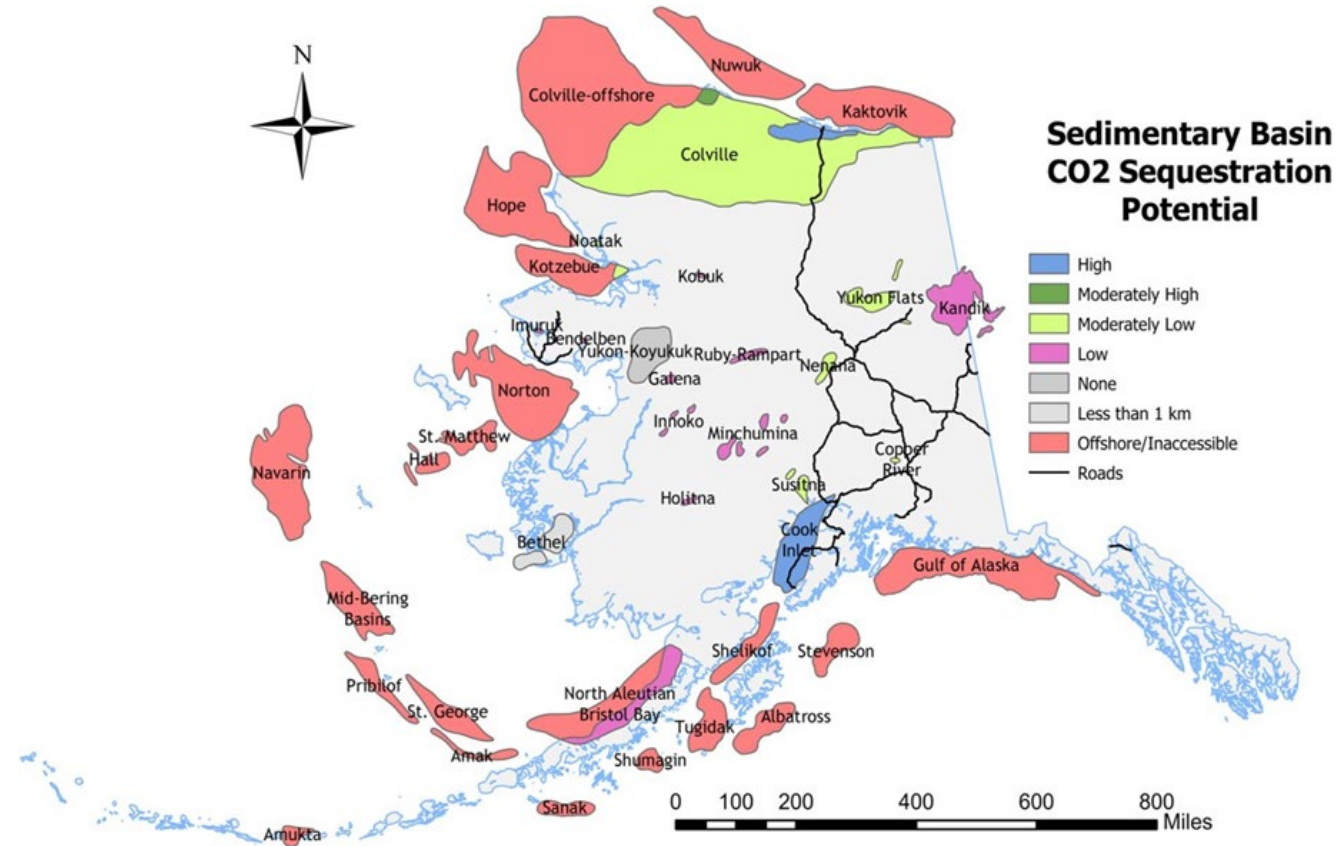 N
Nuwuk
Colville-offshore
Kaktovik
Colville
Sedimentary Basin
CO2 Sequestration
Potential
Hope
Noatak
Kotzebue
Kobuk
High
Moderately High
Moderately Low
Low
None
Less than 1 km
Offshore/Inaccessible
Roads
Yukon Flats
Kandik
Imuruk
Bendelben
Yukon-Koyukuk
Ruby-Rampart
Nenana
Galena
Norton
Innoko
Minchumina
St. Matthew
Hall
Navarin
Copper
River
Susitna
Holitna
Cook
Inlet
Bethel
Gulf of Alaska
Mid-Bering
Basins
Shelikof
Stevenson
Pribilof
St. George
North Aleutian
Bristol Bay
Tugidak
Albatross
Amak
Shumagin
Sanak
Amukta
0 100 200 400 600 800
Miles